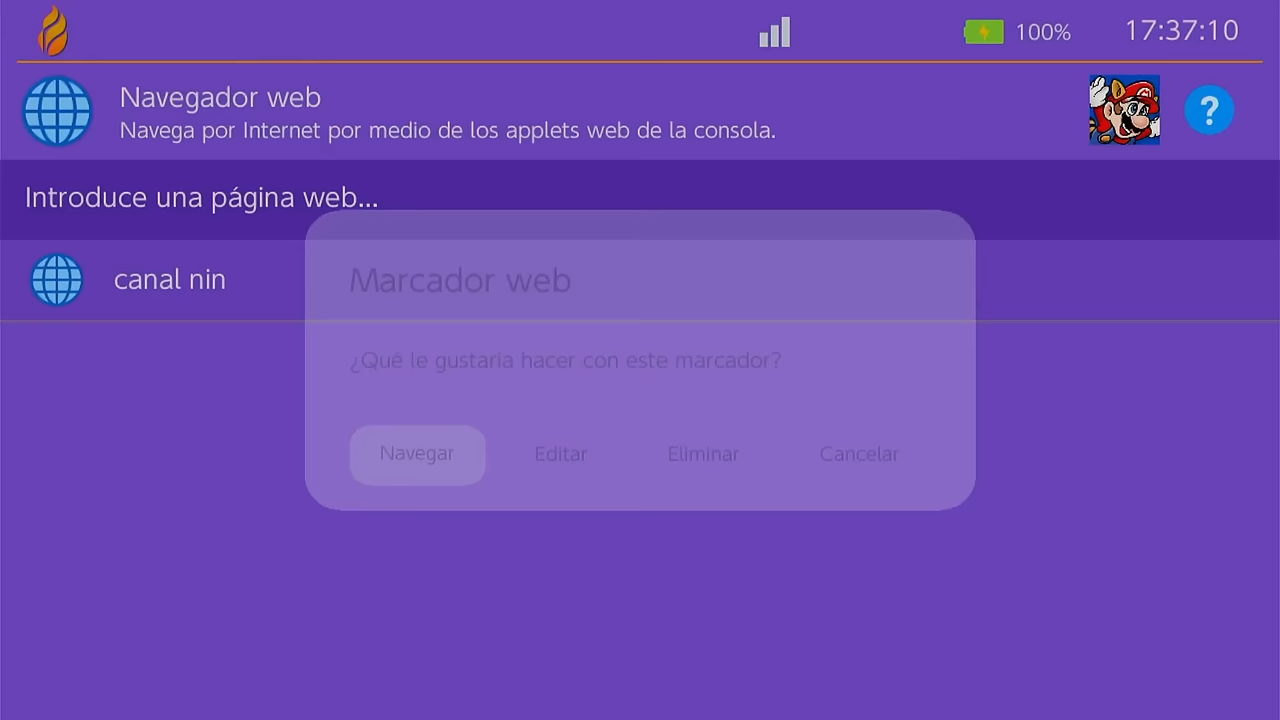 100%
17:37:10
Navegador web
Navega por Internet por medio de los applets web de la consola.
?
Introduce una página web...
canal nin
Marcador web
¿Qué le gustaría hacer con este marcador?
Navegar
Editar
Eliminar
Cancelar